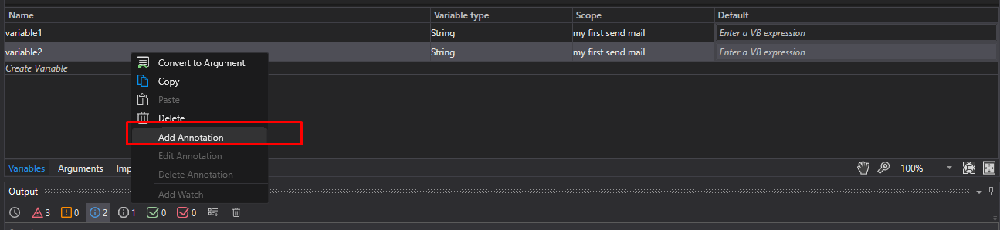 Name Variable type Scope Default
variable1 String my first send mail Enter a VB expression
variable2 String my first send mail Enter a VB expression
Create Variable
Convert to Argument
Copy
Paste
Delete
Add Annotation
Edit Annotation
Delete Annotation
Add Watch
Variables Arguments Imp 100%
Output
3 0 2 1 0 0